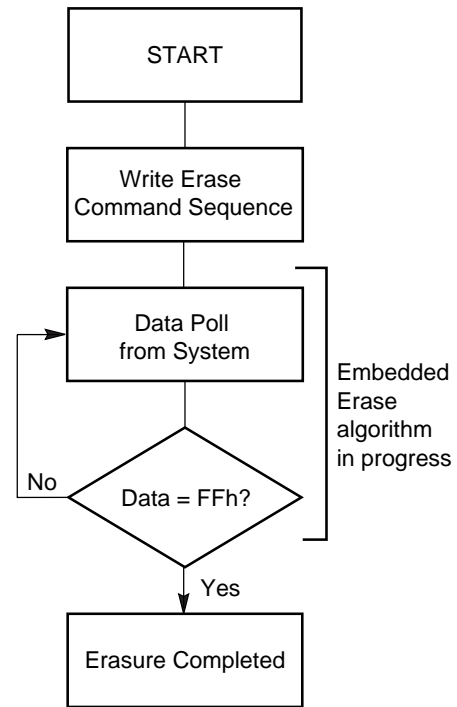 START
Write Erase
Command Sequence
Data Poll
from System
Embedded
Erase
algorithm
in progress
No
Data = FFh?
Yes
Erasure Completed